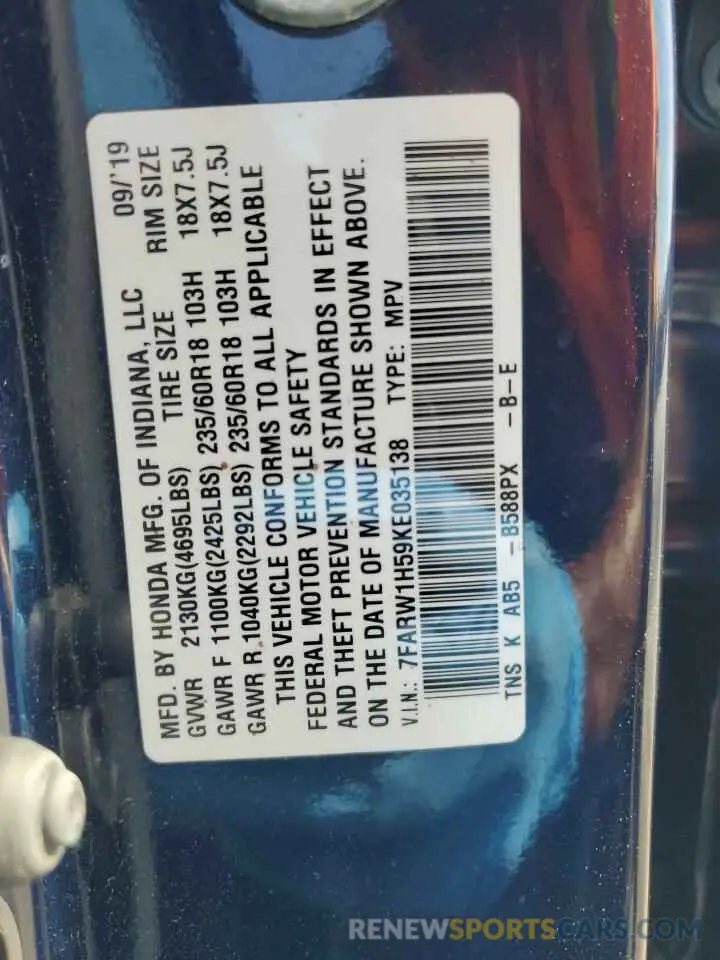 MFD. BY HONDA MFG. OF INDIANA, LLC 09/'19
GVWR 2130KG(4695LBS) TIRE SIZE RIM SIZE
GAWR F 1100KG(2425LBS) 235/60R18 103H 18X7.5J
GAWR R 1040KG(2292LBS) 235/60R18 103H 18X7.5J
THIS VEHICLE CONFORMS TO ALL APPLICABLE
FEDERAL MOTOR VEHICLE SAFETY
AND THEFT PREVENTION STANDARDS IN EFFECT
ON THE DATE OF MANUFACTURE SHOWN ABOVE.
V.I.N.: 7FARW1H59KE035138 TYPE: MPV
TNS K AB5 -B588PX -B-E
RENEWSPORTSCARS.COM